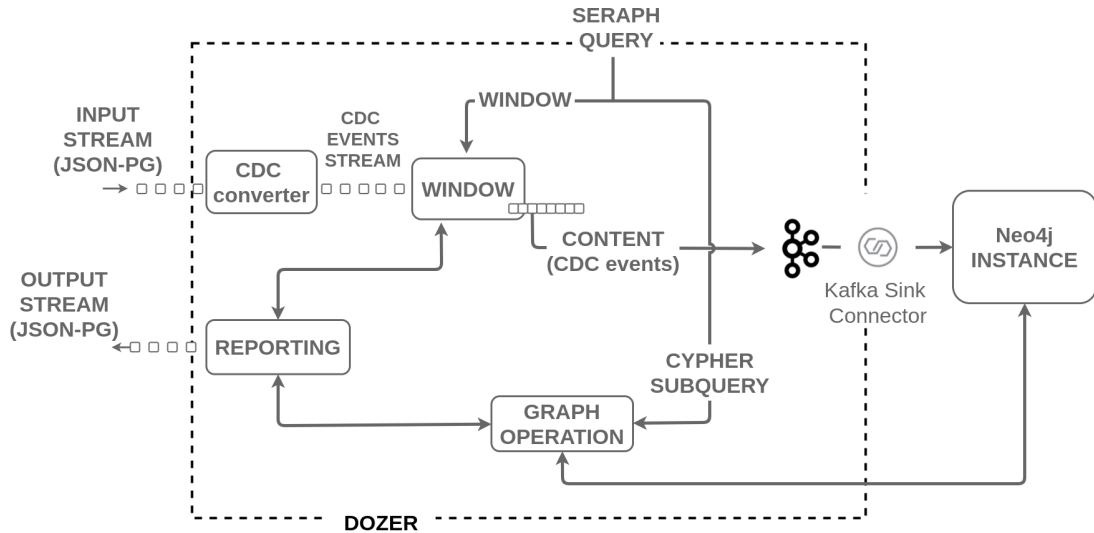 SERAPH
QUERY
WINDOW
INPUT
STREAM
(JSON-PG)
CDC
EVENTS
STREAM
CDC
converter
WINDOW
CONTENT
(CDC events)
Neo4j
INSTANCE
Kafka Sink
Connector
OUTPUT
STREAM
(JSON-PG)
REPORTING
CYPHER
SUBQUERY
GRAPH
OPERATION
DOZER